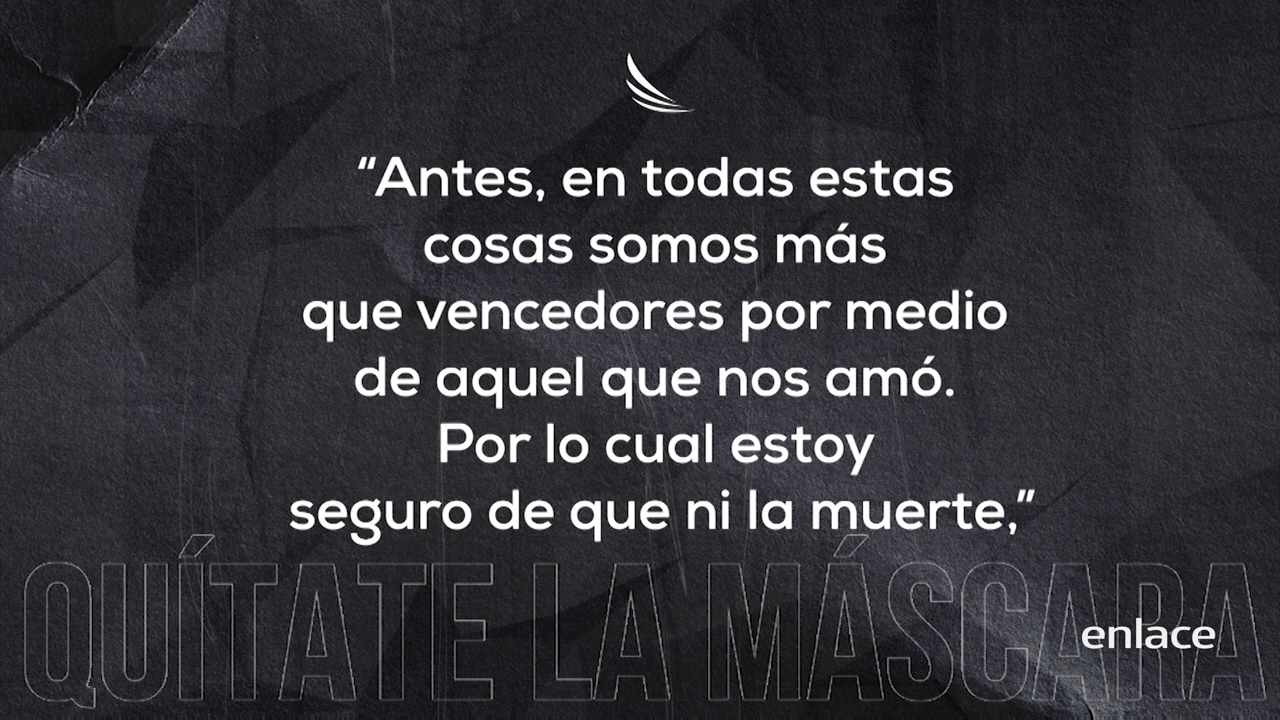 “Antes, en todas estas
cosas somos más
que vencedores por medio
de aquel que nos amó.
Por lo cual estoy
seguro de que ni la muerte,”
QUÍTATE LA MÁSCARA
enlace